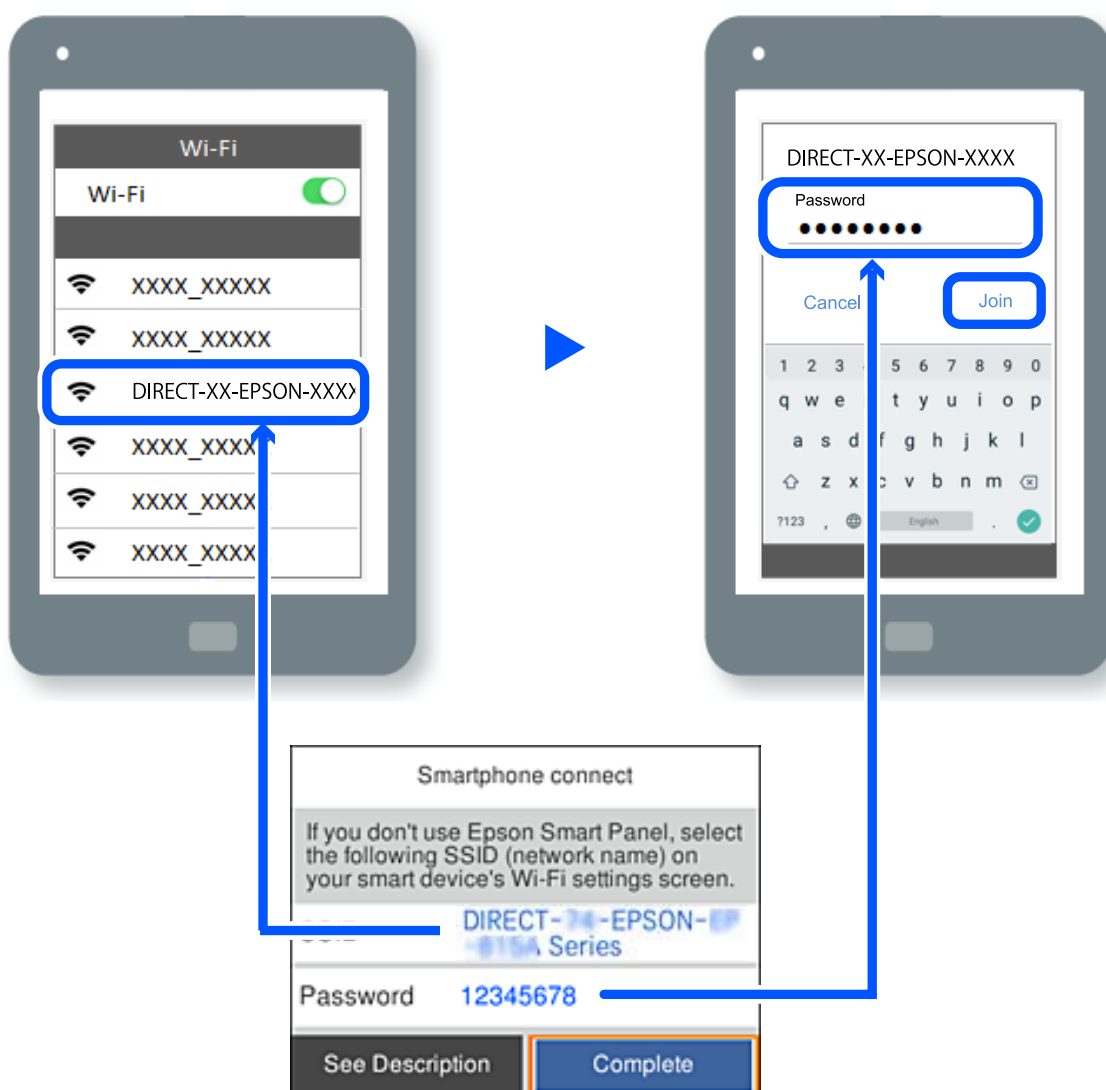 Wi-Fi
Wi-Fi
XXXX_XXXXX
XXXX_XXXXX
DIRECT-XX-EPSON-XXXX
XXXX_XXXX
XXXX_XXXX
XXXX_XXXX
DIRECT-XX-EPSON-XXXX
Password
Cancel
Join
1 2 3 5 6 7 8 9 0
q w e t y u i o p
a s d f g h j k l
z x c v b n m
?123 , English .
Smartphone connect
If you don't use Epson Smart Panel, select
the following SSID (network name) on
your smart device's Wi-Fi settings screen.
DIRECT- -EPSON-
Series
Password 12345678
See Description Complete